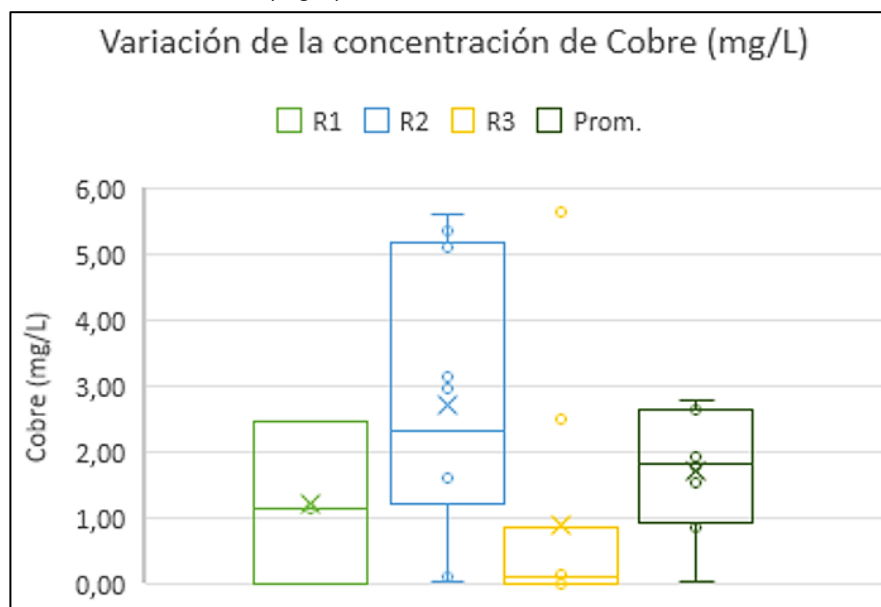 Variación de la concentración de Cobre (mg/L)
R1 R2 R3 Prom.
6,00
5,00
4,00
3,00
2,00
1,00
0,00
Cobre (mg/L)